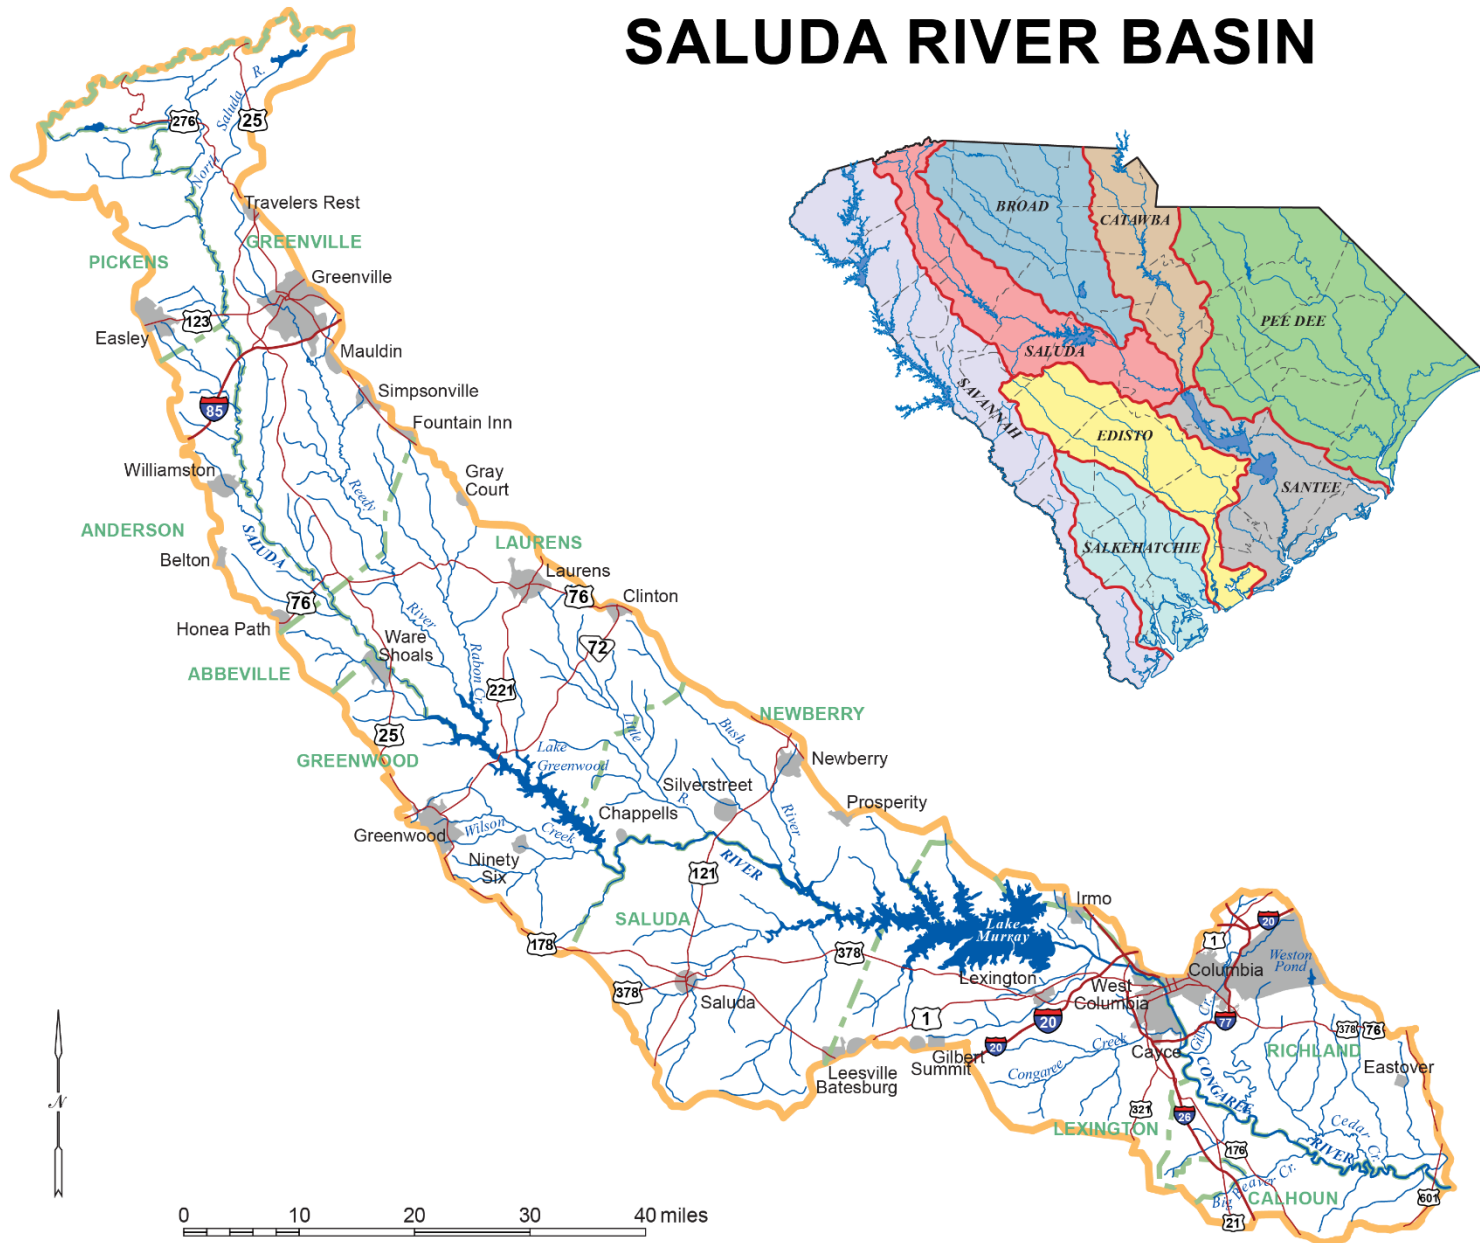 SALUDA RIVER BASIN
276
25
North
Saluda
R.
Travelers Rest
GREENVILLE
PICKENS
Greenville
123
Easley
Mauldin
85
Simpsonville
Fountain Inn
Williamston
Gray
Court
Reedy
ANDERSON
SALUDA
LAURENS
Belton
Laurens
76
76
Clinton
Honea Path
River
Ware
Shoals
72
ABBEVILLE
Rabon Cr.
221
25
Little
Bush
NEWBERRY
GREENWOOD
Lake
Greenwood
Newberry
Silverstreet
R.
River
Prosperity
Chappells
Greenwood
Wilson
Creek
Ninety
Six
121
RIVER
SALUDA
178
Irmo
Lake
Murray
378
20
1
Weston
Pond
Columbia
Lexington
West
Columbia
378
Saluda
1
20
20
77
Gills
Cr.
378
76
Creek
Cayce
RICHLAND
Gilbert
Summit
Leesville
Batesburg
Congaree
CONGAREE
Eastover
321
26
LEXINGTON
Cedar Cr.
RIVER
176
Big Beaver Cr.
CALHOUN
601
21
N
0
10
20
30
40 miles
BROAD
CATAWBA
PEE DEE
SALUDA
SAVANNAH
EDISTO
SANTEE
SALKEHATCHIE